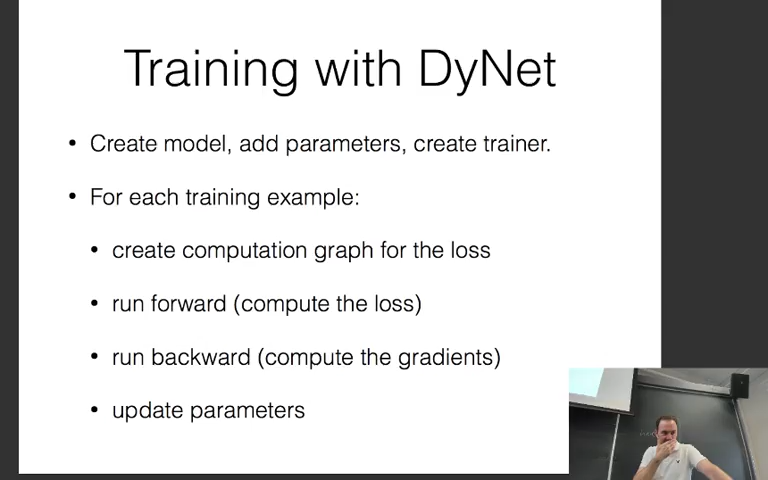 Training with DyNet
• Create model, add parameters, create trainer.
• For each training example:
• create computation graph for the loss
• run forward (compute the loss)
• run backward (compute the gradients)
• update parameters